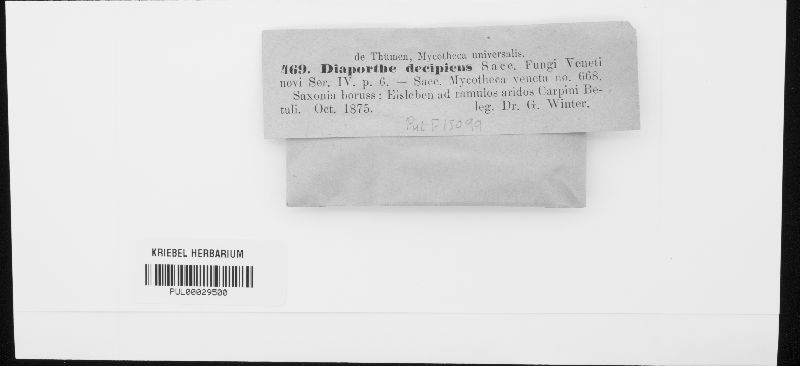 de Thümen, Mycotheca universalis.
469. Diaporthe decipiens Sacc. Fungi Veneti
novi Ser. IV. p. 6. — Sacc. Mycotheca veneta no. 668.
Saxonia boruss: Eisleben ad ramulos aridos Carpini Be-
tuli. Oct. 1875. leg. Dr. G. Winter.
PUL F15099
KRIEBEL HERBARIUM
PUL00029500